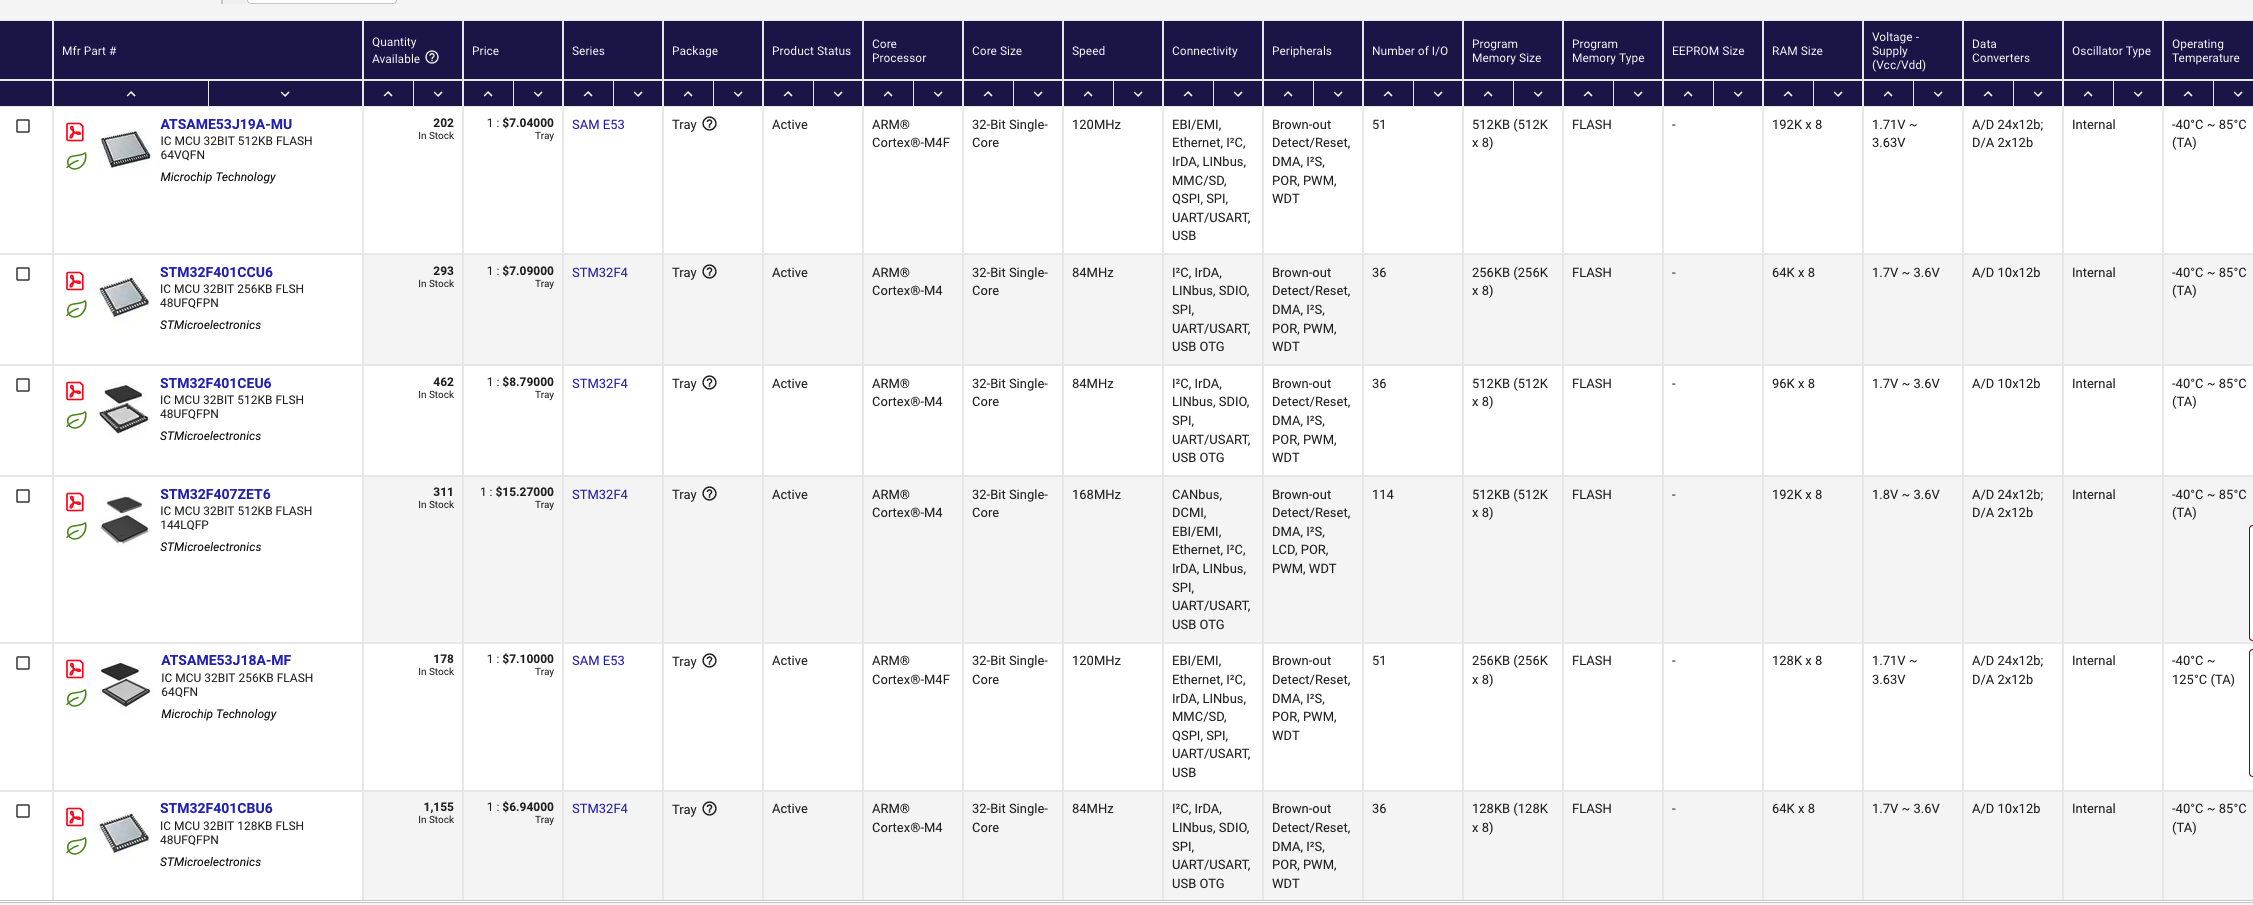 Mfr Part #
Quantity
Available
Price
Series
Package
Product Status
Core
Processor
Core Size
Speed
Connectivity
Peripherals
Number of I/O
Program
Memory Size
Program
Memory Type
EEPROM Size
RAM Size
Voltage -
Supply
(Vcc/Vdd)
Data
Converters
Oscillator Type
Operating
Temperature
ATSAME53J19A-MU
IC MCU 32BIT 512KB FLASH
64VQFN
Microchip Technology
202
In Stock
1 : $7.04000
Tray
SAM E53
Tray
Active
ARM®
Cortex®-M4F
32-Bit Single-
Core
120MHz
EBI/EMI,
Ethernet, I²C,
IrDA, LINbus,
MMC/SD,
QSPI, SPI,
UART/USART,
USB
Brown-out
Detect/Reset,
DMA, I²S,
POR, PWM,
WDT
51
512KB (512K
x 8)
FLASH
-
192K x 8
1.71V ~
3.63V
A/D 24x12b;
D/A 2x12b
Internal
-40°C ~ 85°C
(TA)
STM32F401CCU6
IC MCU 32BIT 256KB FLSH
48UFQFPN
STMicroelectronics
293
In Stock
1 : $7.09000
Tray
STM32F4
Tray
Active
ARM®
Cortex®-M4
32-Bit Single-
Core
84MHz
I²C, IrDA,
LINbus, SDIO,
SPI,
UART/USART,
USB OTG
Brown-out
Detect/Reset,
DMA, I²S,
POR, PWM,
WDT
36
256KB (256K
x 8)
FLASH
-
64K x 8
1.7V ~ 3.6V
A/D 10x12b
Internal
-40°C ~ 85°C
(TA)
STM32F401CEU6
IC MCU 32BIT 512KB FLSH
48UFQFPN
STMicroelectronics
462
In Stock
1 : $8.79000
Tray
STM32F4
Tray
Active
ARM®
Cortex®-M4
32-Bit Single-
Core
84MHz
I²C, IrDA,
LINbus, SDIO,
SPI,
UART/USART,
USB OTG
Brown-out
Detect/Reset,
DMA, I²S,
POR, PWM,
WDT
36
512KB (512K
x 8)
FLASH
-
96K x 8
1.7V ~ 3.6V
A/D 10x12b
Internal
-40°C ~ 85°C
(TA)
STM32F407ZET6
IC MCU 32BIT 512KB FLASH
144LQFP
STMicroelectronics
311
In Stock
1 : $15.27000
Tray
STM32F4
Tray
Active
ARM®
Cortex®-M4
32-Bit Single-
Core
168MHz
CANbus,
DCMI,
EBI/EMI,
Ethernet, I²C,
IrDA, LINbus,
SPI,
UART/USART,
USB OTG
Brown-out
Detect/Reset,
DMA, I²S,
LCD, POR,
PWM, WDT
114
512KB (512K
x 8)
FLASH
-
192K x 8
1.8V ~ 3.6V
A/D 24x12b;
D/A 2x12b
Internal
-40°C ~ 85°C
(TA)
ATSAME53J18A-MF
IC MCU 32BIT 256KB FLASH
64QFN
Microchip Technology
178
In Stock
1 : $7.10000
Tray
SAM E53
Tray
Active
ARM®
Cortex®-M4F
32-Bit Single-
Core
120MHz
EBI/EMI,
Ethernet, I²C,
IrDA, LINbus,
MMC/SD,
QSPI, SPI,
UART/USART,
USB
Brown-out
Detect/Reset,
DMA, I²S,
POR, PWM,
WDT
51
256KB (256K
x 8)
FLASH
-
128K x 8
1.71V ~
3.63V
A/D 24x12b;
D/A 2x12b
Internal
-40°C ~
125°C (TA)
STM32F401CBU6
IC MCU 32BIT 128KB FLSH
48UFQFPN
STMicroelectronics
1,155
In Stock
1 : $6.94000
Tray
STM32F4
Tray
Active
ARM®
Cortex®-M4
32-Bit Single-
Core
84MHz
I²C, IrDA,
LINbus, SDIO,
SPI,
UART/USART,
USB OTG
Brown-out
Detect/Reset,
DMA, I²S,
POR, PWM,
WDT
36
128KB (128K
x 8)
FLASH
-
64K x 8
1.7V ~ 3.6V
A/D 10x12b
Internal
-40°C ~ 85°C
(TA)